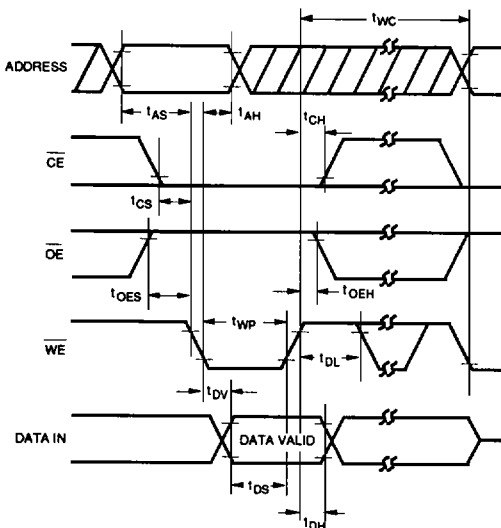 tWC
ADDRESS
tAS
tAH
tCH
CE
tCS
OE
tOES
tWP
tOEH
WE
tDL
tDV
DATA IN
DATA VALID
tDS
tDH